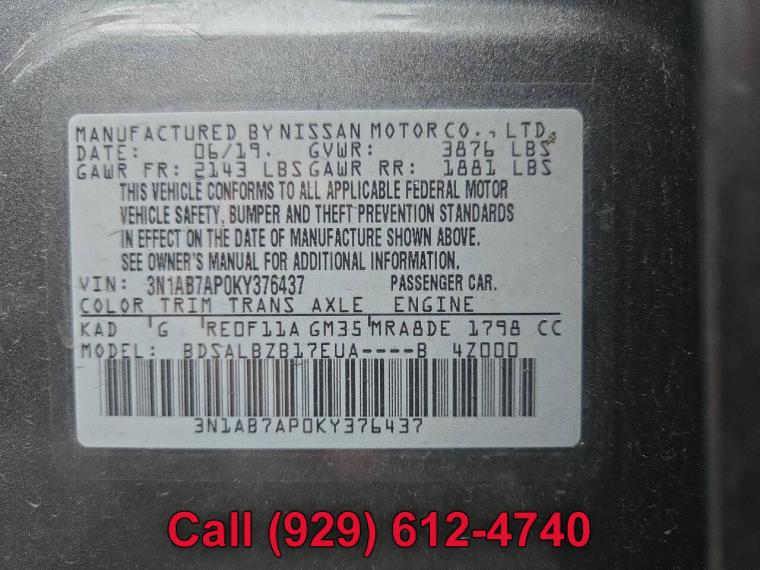 MANUFACTURED BY NISSAN MOTOR CO., LTD.
DATE: 06/19. GVWR: 3876 LBS
GAWR FR: 2143 LBS GAWR RR: 1881 LBS
THIS VEHICLE CONFORMS TO ALL APPLICABLE FEDERAL MOTOR
VEHICLE SAFETY, BUMPER AND THEFT PREVENTION STANDARDS
IN EFFECT ON THE DATE OF MANUFACTURE SHOWN ABOVE.
SEE OWNER'S MANUAL FOR ADDITIONAL INFORMATION.
VIN: 3N1AB7AP0KY376437 PASSENGER CAR.
COLOR TRIM TRANS AXLE ENGINE
KAD G RE0F11A GM35 MRA8DE 1798 CC
MODEL: BDSALBZB17EUA----B 4Z000
3N1AB7AP0KY376437
Call (929) 612-4740